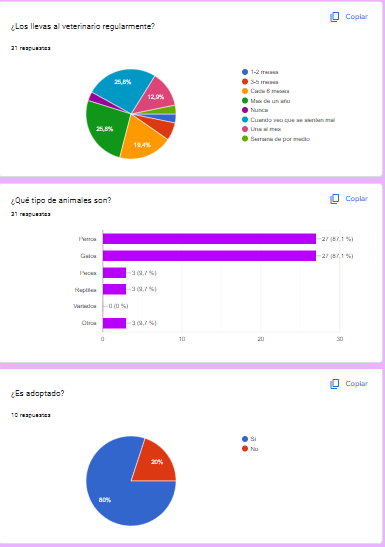 Copiar
¿Los llevas al veterinario regularmente?
31 respuestas
25,8%
12,9%
25,8%
19,4%
1-2 meses
3-5 meses
Cada 6 meses
Mas de un año
Nunca
Cuando veo que se sienten mal
Una al mes
Semana de por medio
Copiar
¿Qué tipo de animales son?
31 respuestas
Perros 27 (87,1 %)
Gatos 27 (87,1 %)
Peces 3 (9,7 %)
Reptiles 3 (9,7 %)
Variados 0 (0 %)
Otros 3 (9,7 %)
0 10 20 30
Copiar
¿Es adoptado?
10 respuestas
20%
80%
Si
No